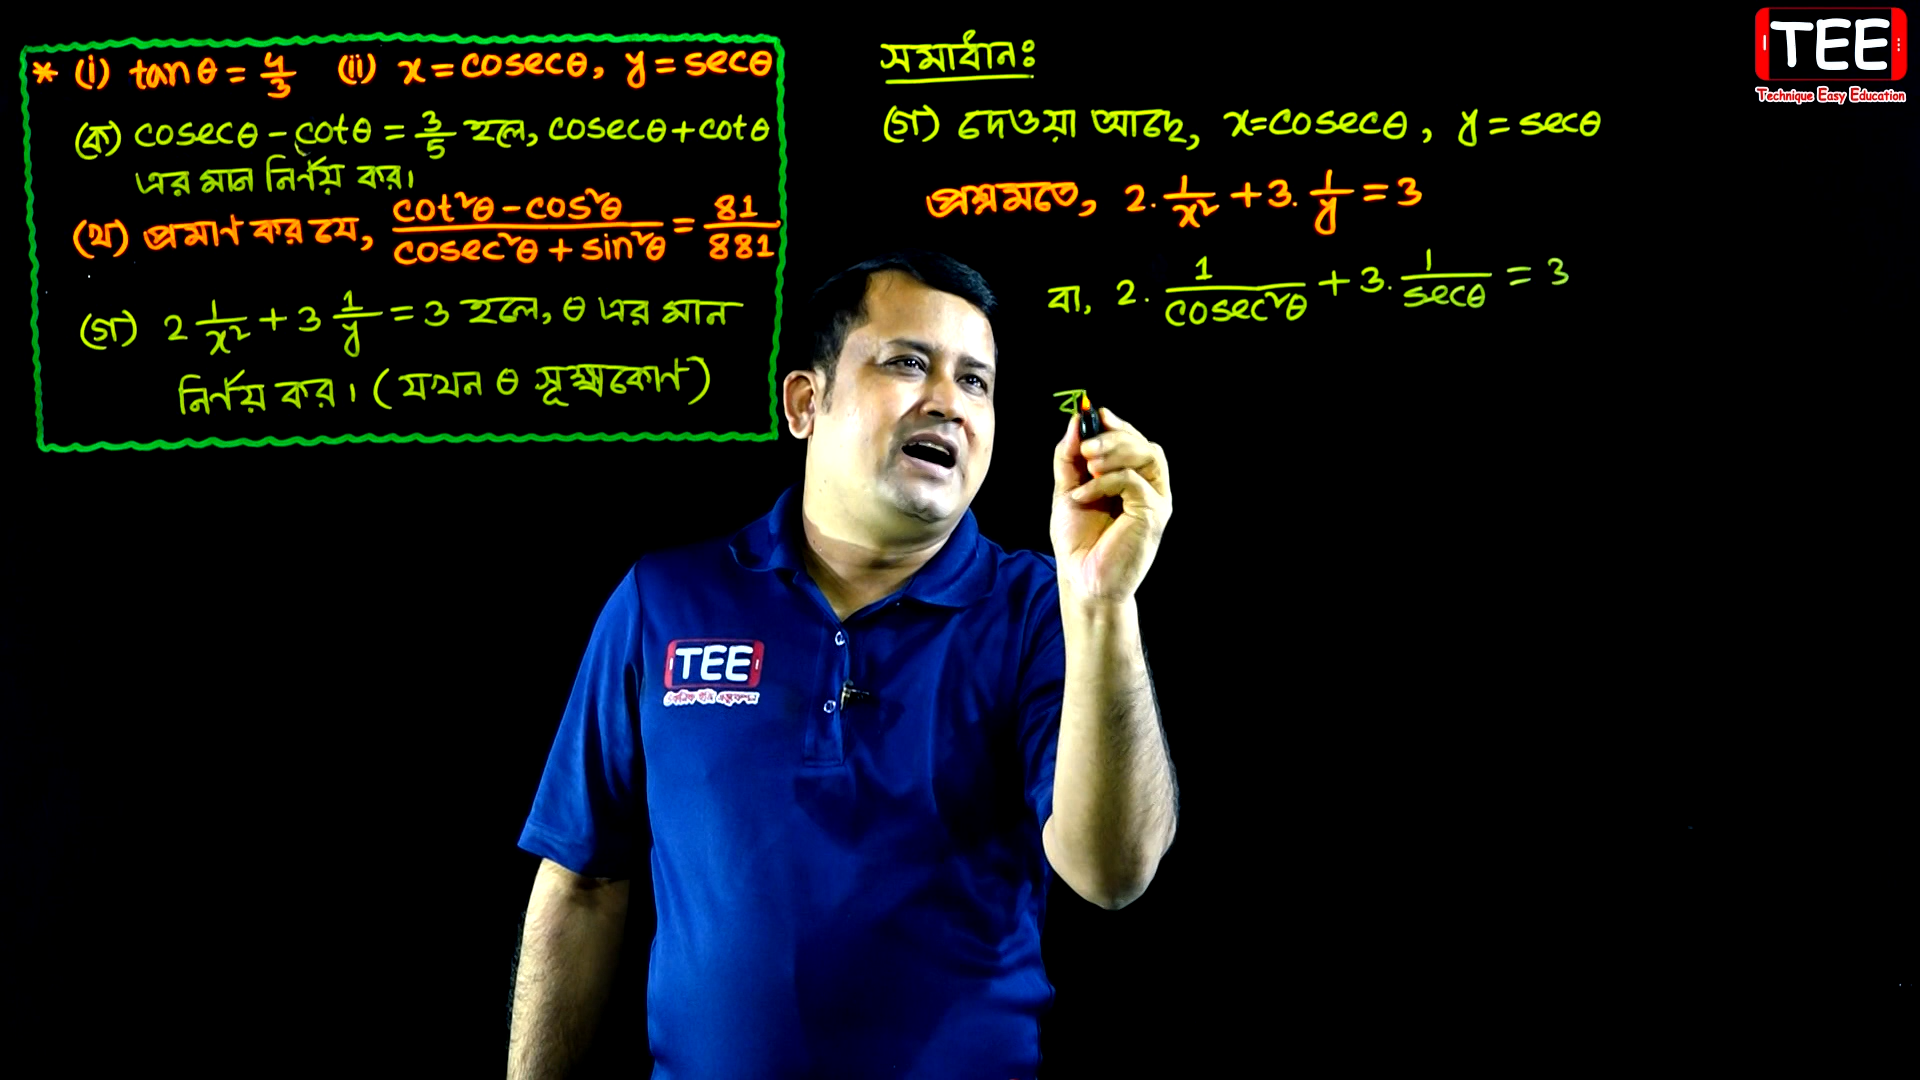 * (i) tanθ = 4/3 (ii) x = cosecθ, y = secθ
(ক) cosecθ - cotθ = 3/5 হলে, cosecθ + cotθ
এর মান নির্ণয় কর।
(খ) প্রমাণ কর যে, (cot²θ - cos²θ)/(cosec²θ + sin²θ) = 81/881
(গ) 2 1/x² + 3 1/y = 3 হলে, θ এর মান
নির্ণয় কর। (যখন θ সূক্ষ্মকোণ)
সমাধানঃ
(গ) দেওয়া আছে, x=cosecθ, y = secθ
প্রশ্নমতে, 2. 1/x² + 3. 1/y = 3
বা, 2. 1/cosec²θ + 3. 1/secθ = 3
বা
TEE
Technique Easy Education
TEE